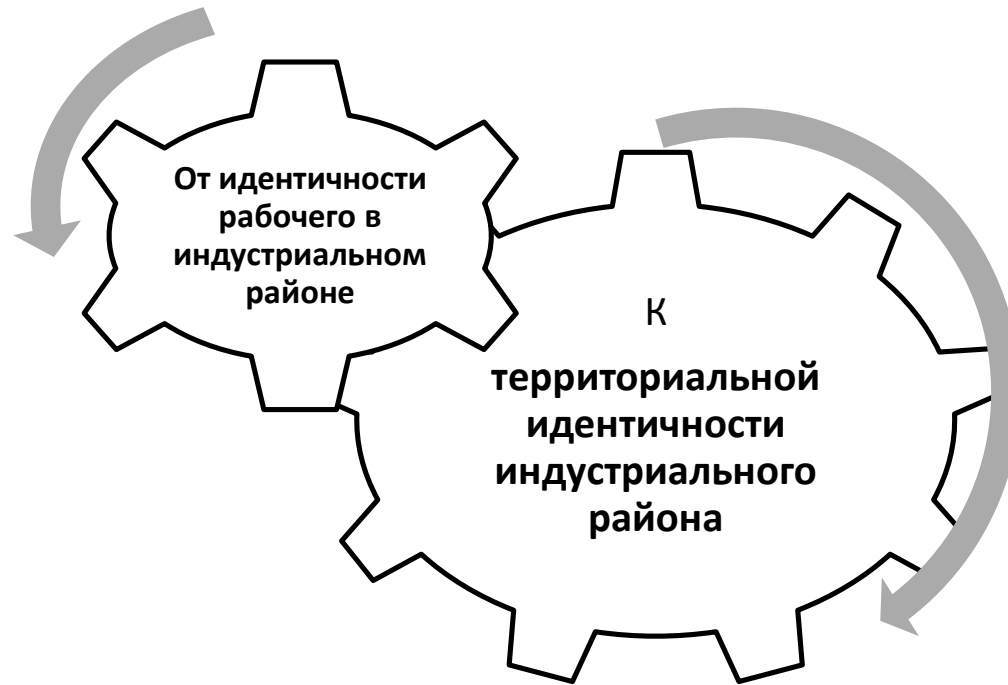 От идентичности
рабочего в
индустриальном
районе
К
территориальной
идентичности
индустриального
района